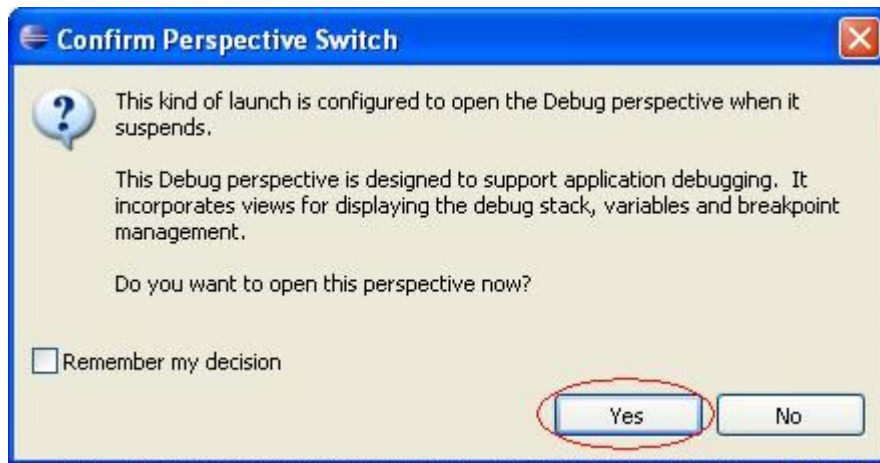 Confirm Perspective Switch
This kind of launch is configured to open the Debug perspective when it
suspends.
This Debug perspective is designed to support application debugging.  It
incorporates views for displaying the debug stack, variables and breakpoint
management.
Do you want to open this perspective now?
Remember my decision
Yes
No